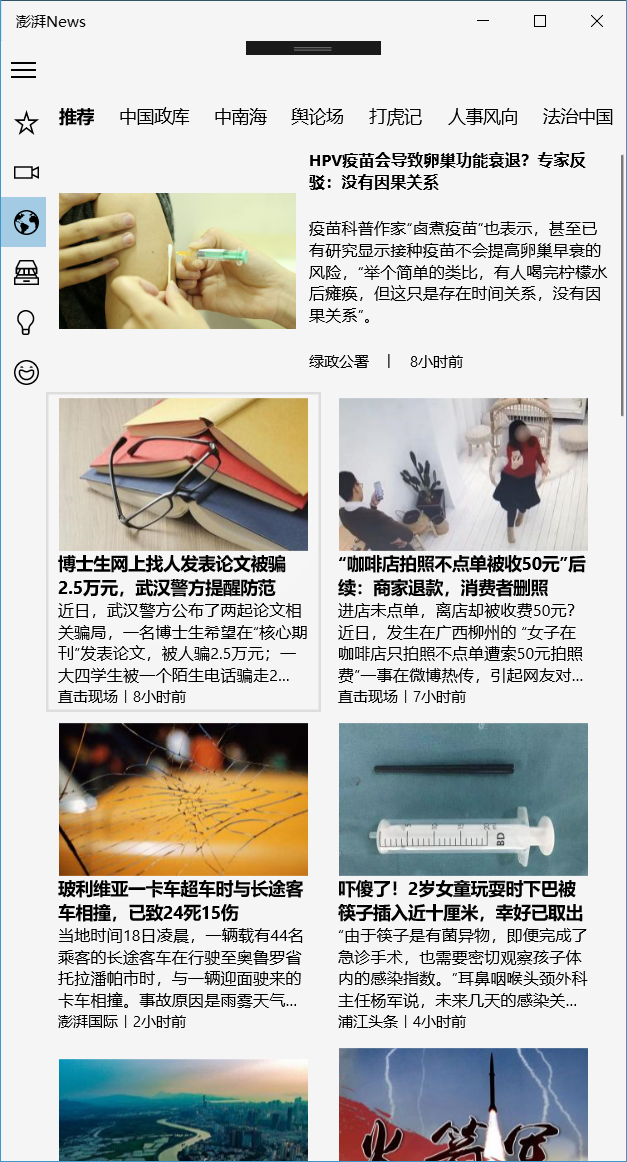 澎湃News
推荐 中国政库 中南海 舆论场 打虎记 人事风向 法治中国
HPV疫苗会导致卵巢功能衰退？专家反
驳：没有因果关系
疫苗科普作家“卤煮疫苗”也表示，甚至已
有研究显示接种疫苗不会提高卵巢早衰的
风险，“举个简单的类比，有人喝完柠檬水
后瘫痪，但这只是存在时间关系，没有因
果关系”。
绿政公署 | 8小时前
博士生网上找人发表论文被骗
2.5万元，武汉警方提醒防范
近日，武汉警方公布了两起论文相
关骗局，一名博士生希望在“核心期
刊”发表论文，被人骗2.5万元；一
大四学生被一个陌生电话骗走2...
直击现场 | 8小时前
“咖啡店拍照不点单被收50元”后
续：商家退款，消费者删照
进店未点单，离店却被收费50元？
近日，发生在广西柳州的 “女子在
咖啡店只拍照不点单遭索50元拍照
费”一事在微博热传，引起网友对...
直击现场 | 7小时前
玻利维亚一卡车超车时与长途客
车相撞，已致24死15伤
当地时间18日凌晨，一辆载有44名
乘客的长途客车在行驶至奥鲁罗省
托拉潘帕市时，与一辆迎面驶来的
卡车相撞。事故原因是雨雾天气...
澎湃国际 | 2小时前
BD
吓傻了！2岁女童玩耍时下巴被
筷子插入近十厘米，幸好已取出
“由于筷子是有菌异物，即便完成了
急诊手术，也需要密切观察孩子体
内的感染指数。”耳鼻咽喉头颈外科
主任杨军说，未来几天的感染关...
浦江头条 | 4小时前
火箭军